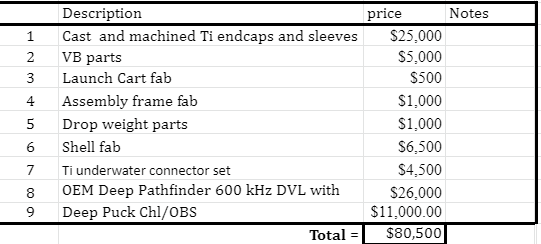 Description price Notes
1 Cast and machined Ti endcaps and sleeves $25,000
2 VB parts $5,000
3 Launch Cart fab $500
4 Assembly frame fab $1,000
5 Drop weight parts $1,000
6 Shell fab $6,500
7 Ti underwater connector set $4,500
8 OEM Deep Pathfinder 600 kHz DVL with $26,000
9 Deep Puck Chl/OBS $11,000.00
Total = $80,500